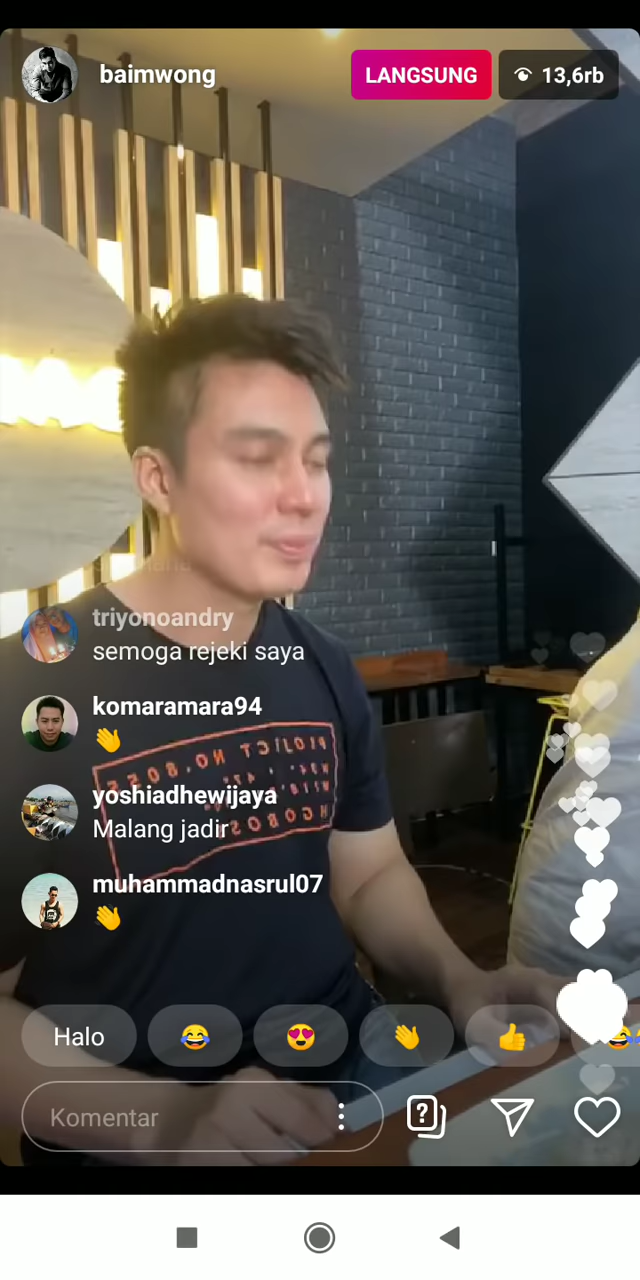 baimwong
LANGSUNG
13,6rb
triyonoandry
semoga rejeki saya
komaramara94
👋
yoshiadhewijaya
Malang jadir
muhammadnasrul07
👋
Halo
😂
😍
👋
👍
😂
Komentar